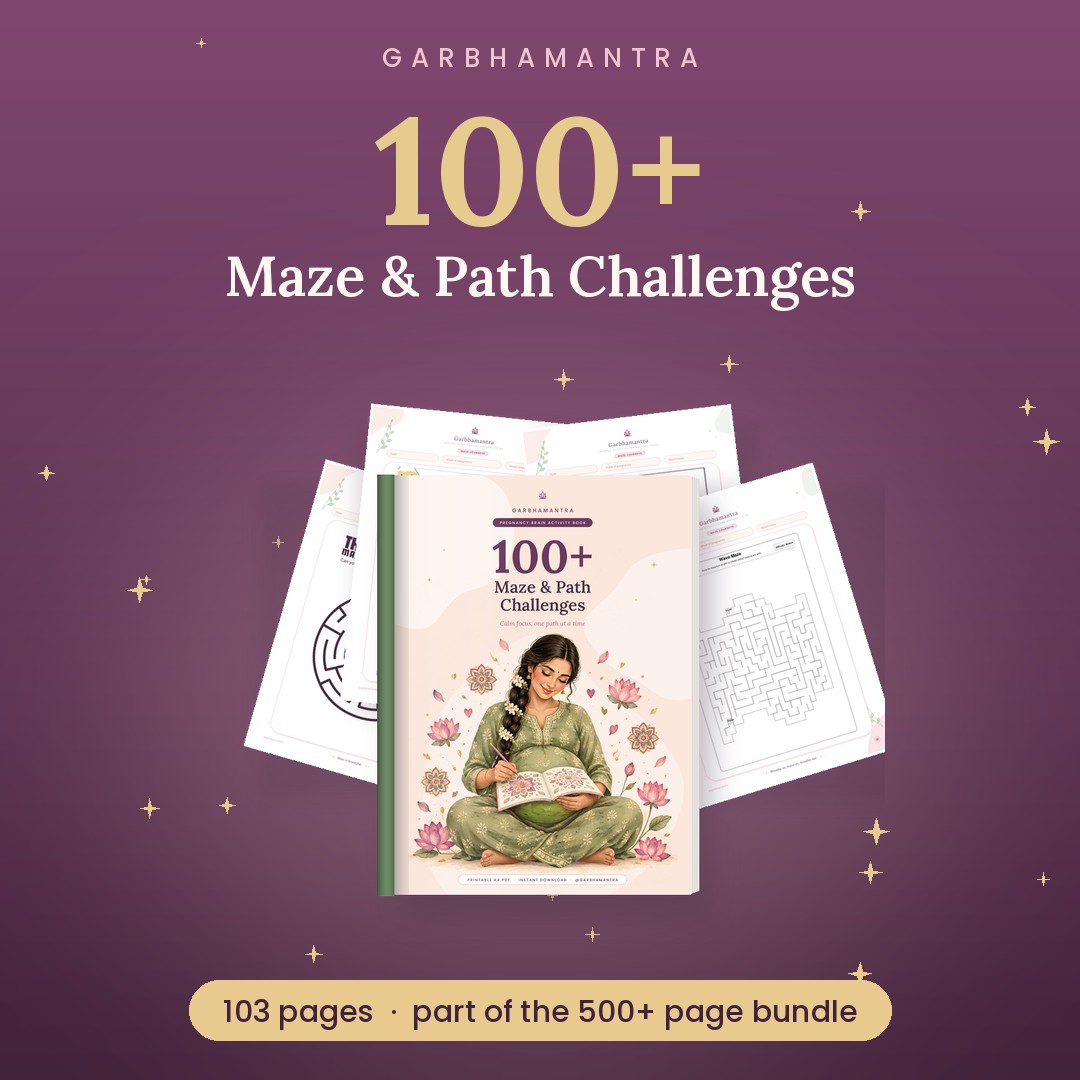 GARBHAMANTRA
100+
Maze & Path Challenges
Garbhamantra
Garbhamantra
Garbhamantra
Wave Maze
GARBHAMANTRA
PREGNANCY BRAIN ACTIVITY BOOK
100+
Maze & Path
Challenges
Calm focus, one path at a time
PRINTABLE A4 PDF · INSTANT DOWNLOAD · @GARBHAMANTRA
103 pages · part of the 500+ page bundle